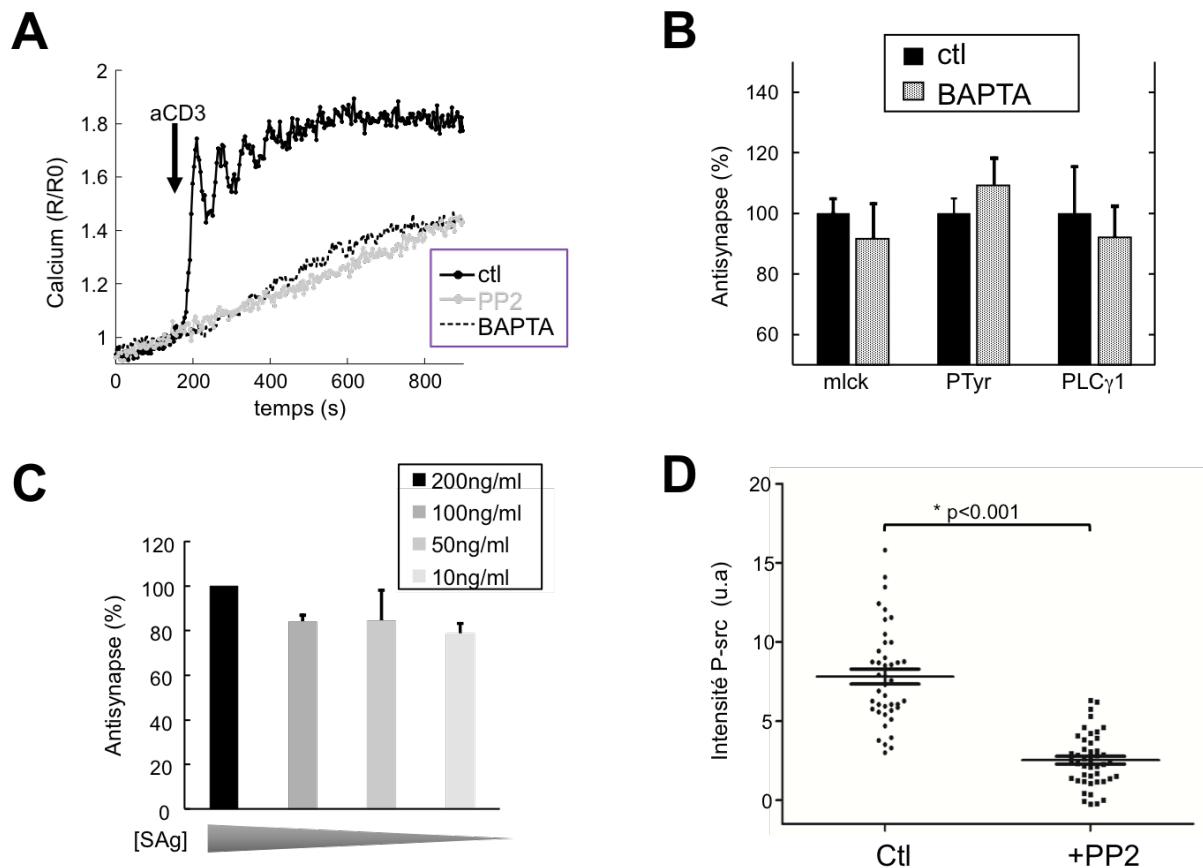 A
2
1.8
1.6
1.4
1.2
1
0
200
400
600
800
Calcium (R/R0)
temps (s)
aCD3
ctl
PP2
BAPTA
B
ctl
BAPTA
140
120
100
80
60
Antisynapse (%)
mlck
PTyr
PLCγ1
C
200ng/ml
100ng/ml
50ng/ml
10ng/ml
120
100
80
60
40
20
0
Antisynapse (%)
[SAg]
D
20
15
10
5
0
Intensité P-src (u.a)
* p<0.001
Ctl
+PP2